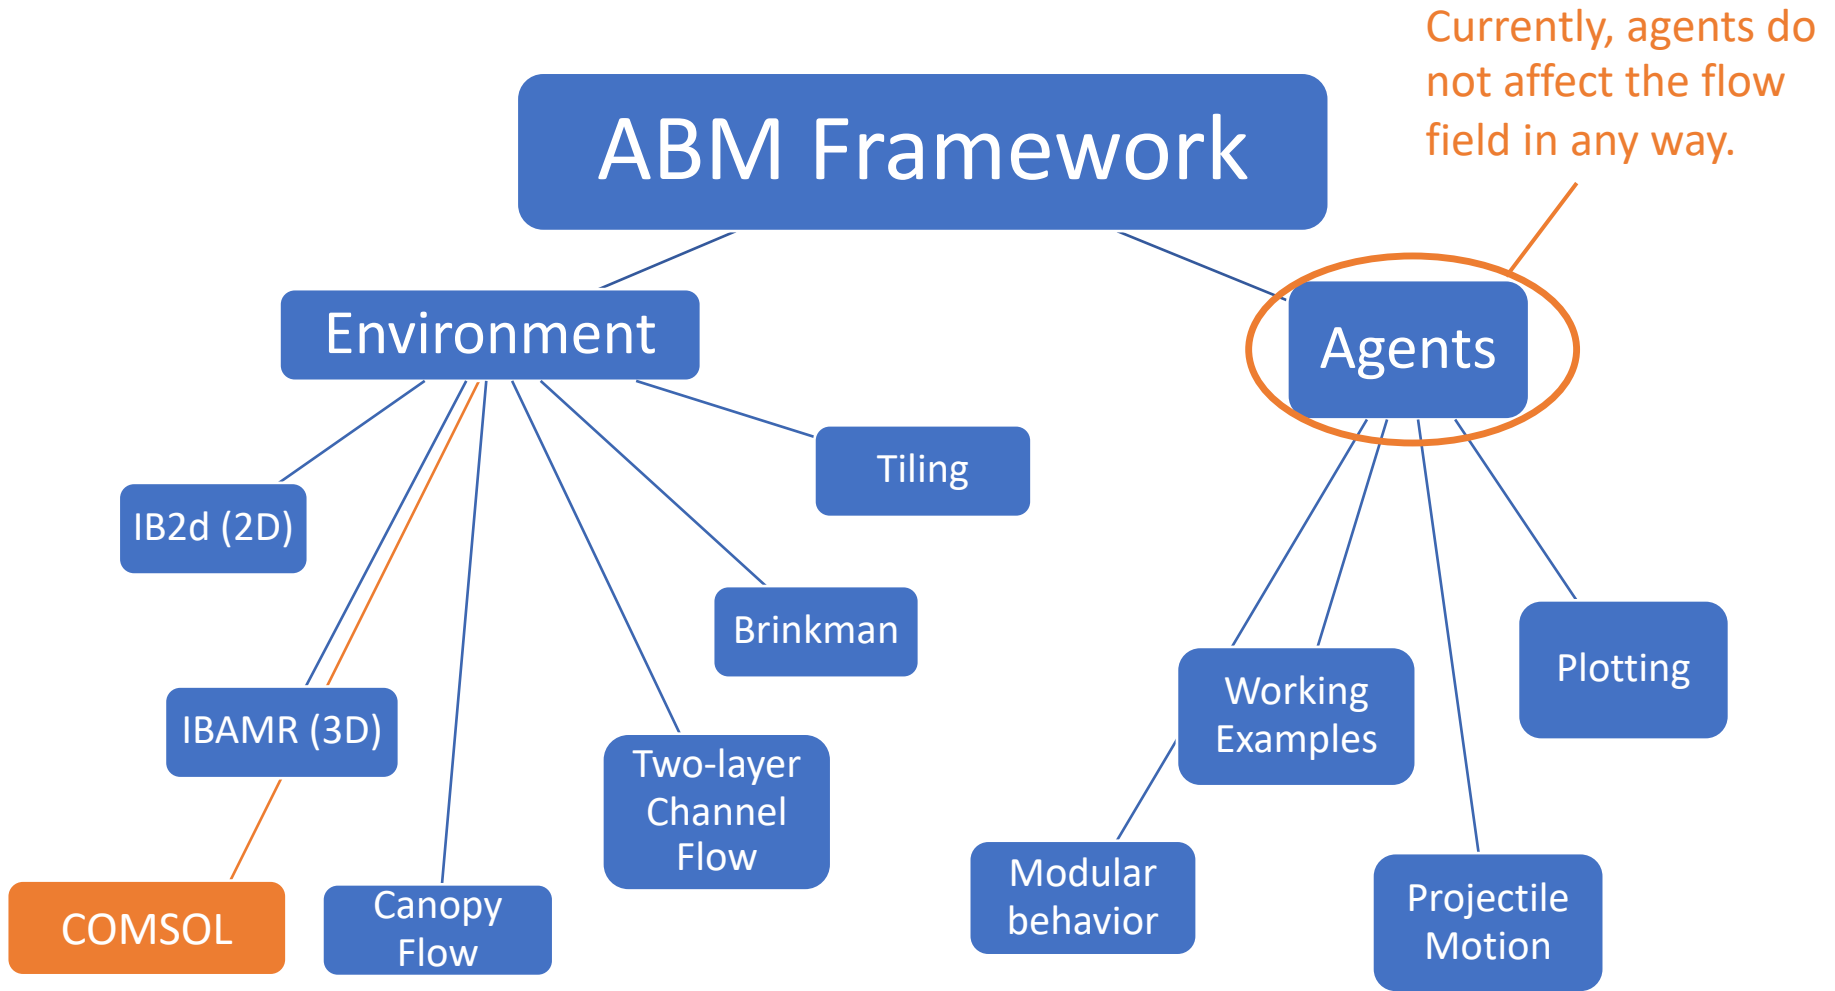 Currently, agents do
not affect the flow
field in any way.
ABM Framework
Environment
Agents
Tiling
IB2d (2D)
Brinkman
IBAMR (3D)
Two-layer
Channel
Flow
COMSOL
Canopy
Flow
Working
Examples
Plotting
Modular
behavior
Projectile
Motion